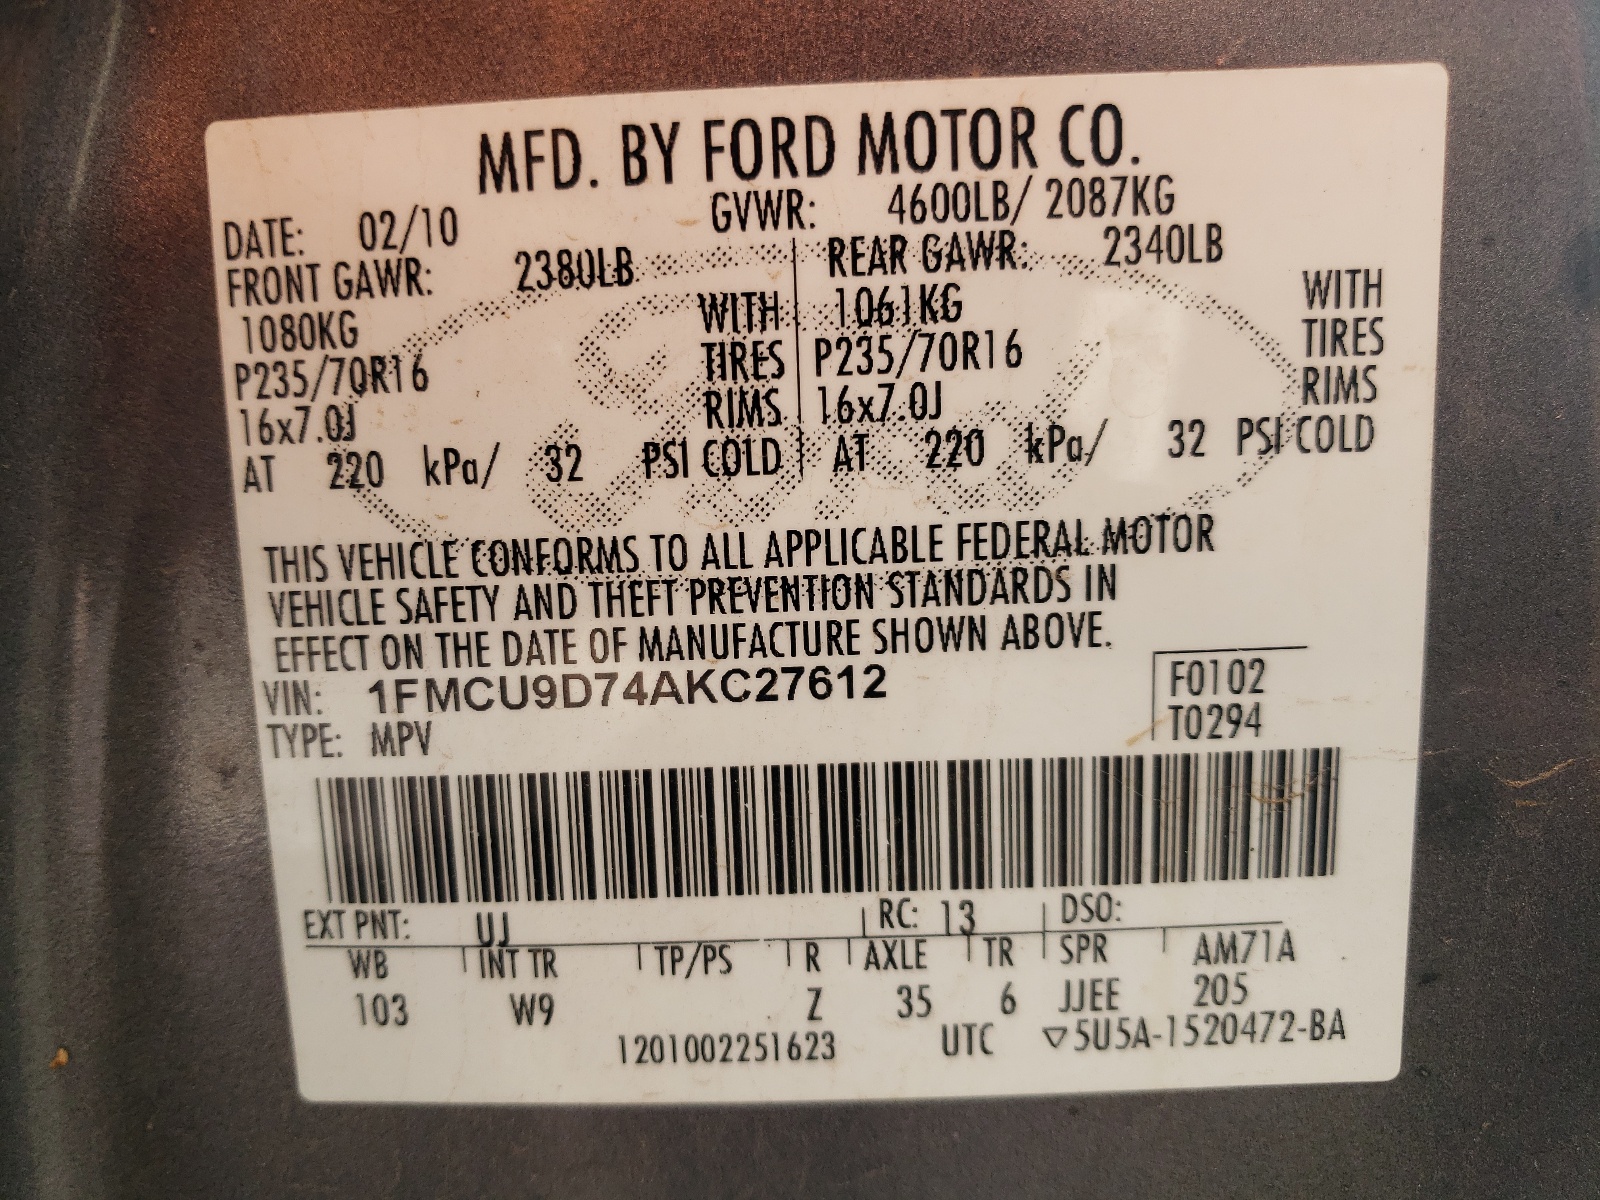 MFD. BY FORD MOTOR CO.
DATE: 02/10 GVWR: 4600LB/ 2087KG
FRONT GAWR: 2380LB REAR GAWR: 2340LB
1080KG WITH 1061KG WITH
P235/70R16 TIRES P235/70R16 TIRES
16x7.0J RIMS 16x7.0J RIMS
AT 220 kPa/ 32 PSI COLD AT 220 kPa/ 32 PSI COLD
THIS VEHICLE CONFORMS TO ALL APPLICABLE FEDERAL MOTOR
VEHICLE SAFETY AND THEFT PREVENTION STANDARDS IN
EFFECT ON THE DATE OF MANUFACTURE SHOWN ABOVE.
VIN: 1FMCU9D74AKC27612 F0102
TYPE: MPV T0294
EXT PNT: UJ RC: 13 DSO:
WB INT TR TP/PS R AXLE TR SPR AM71A
103 W9 Z 35 6 JJEE 205
1201002251623 UTC ▽5U5A-1520472-BA